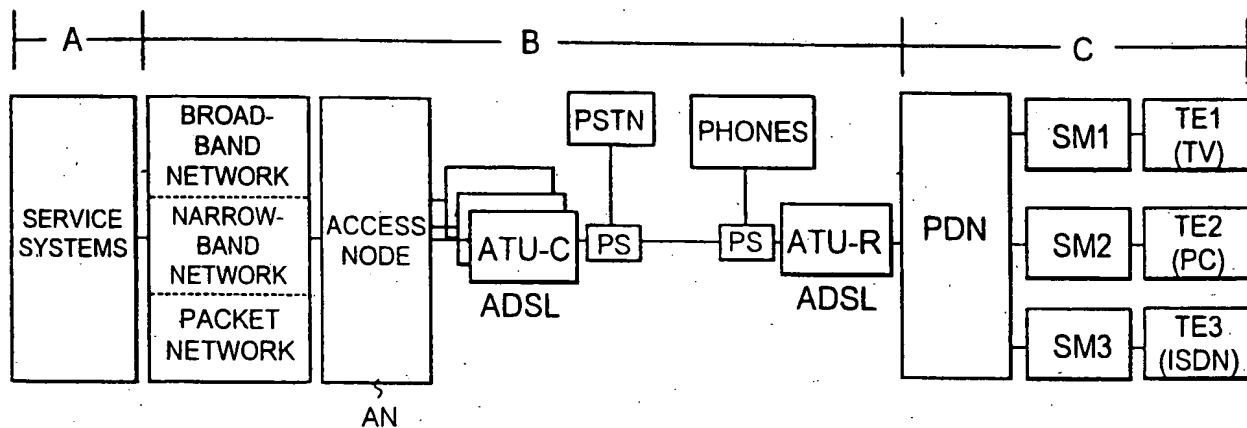 A
B
C
SERVICE
SYSTEMS
BROAD-
BAND
NETWORK
NARROW-
BAND
NETWORK
PACKET
NETWORK
ACCESS
NODE
AN
ATU-C
ADSL
PSTN
PS
PHONES
PS
ATU-R
ADSL
PDN
SM1
TE1
(TV)
SM2
TE2
(PC)
SM3
TE3
(ISDN)